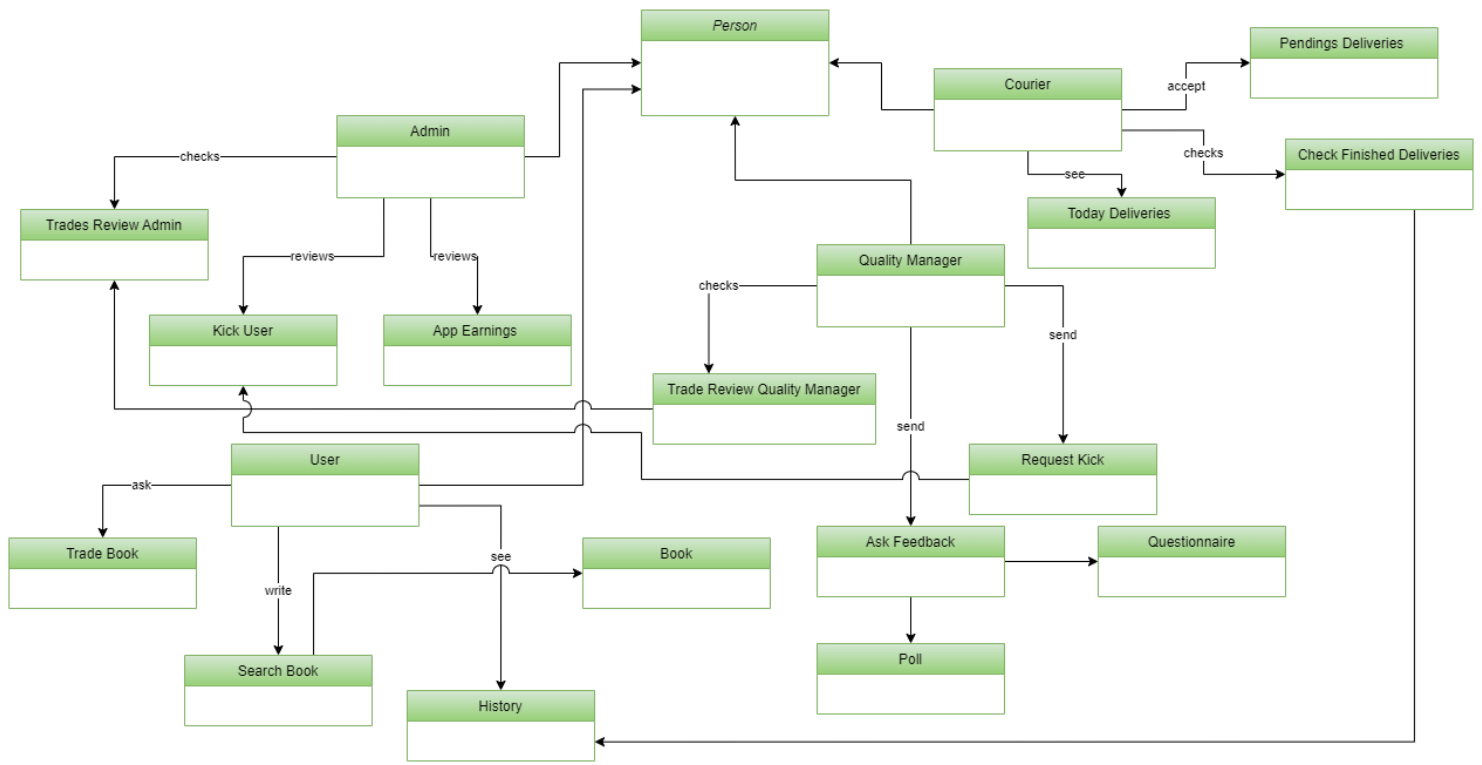 Person
Pendings Deliveries
Courier
accept
Admin
checks
checks
Check Finished Deliveries
see
Trades Review Admin
Today Deliveries
reviews
reviews
Quality Manager
checks
send
Kick User
App Earnings
Trade Review Quality Manager
send
User
Request Kick
ask
Trade Book
see
Book
Ask Feedback
Questionnaire
write
Search Book
Poll
History